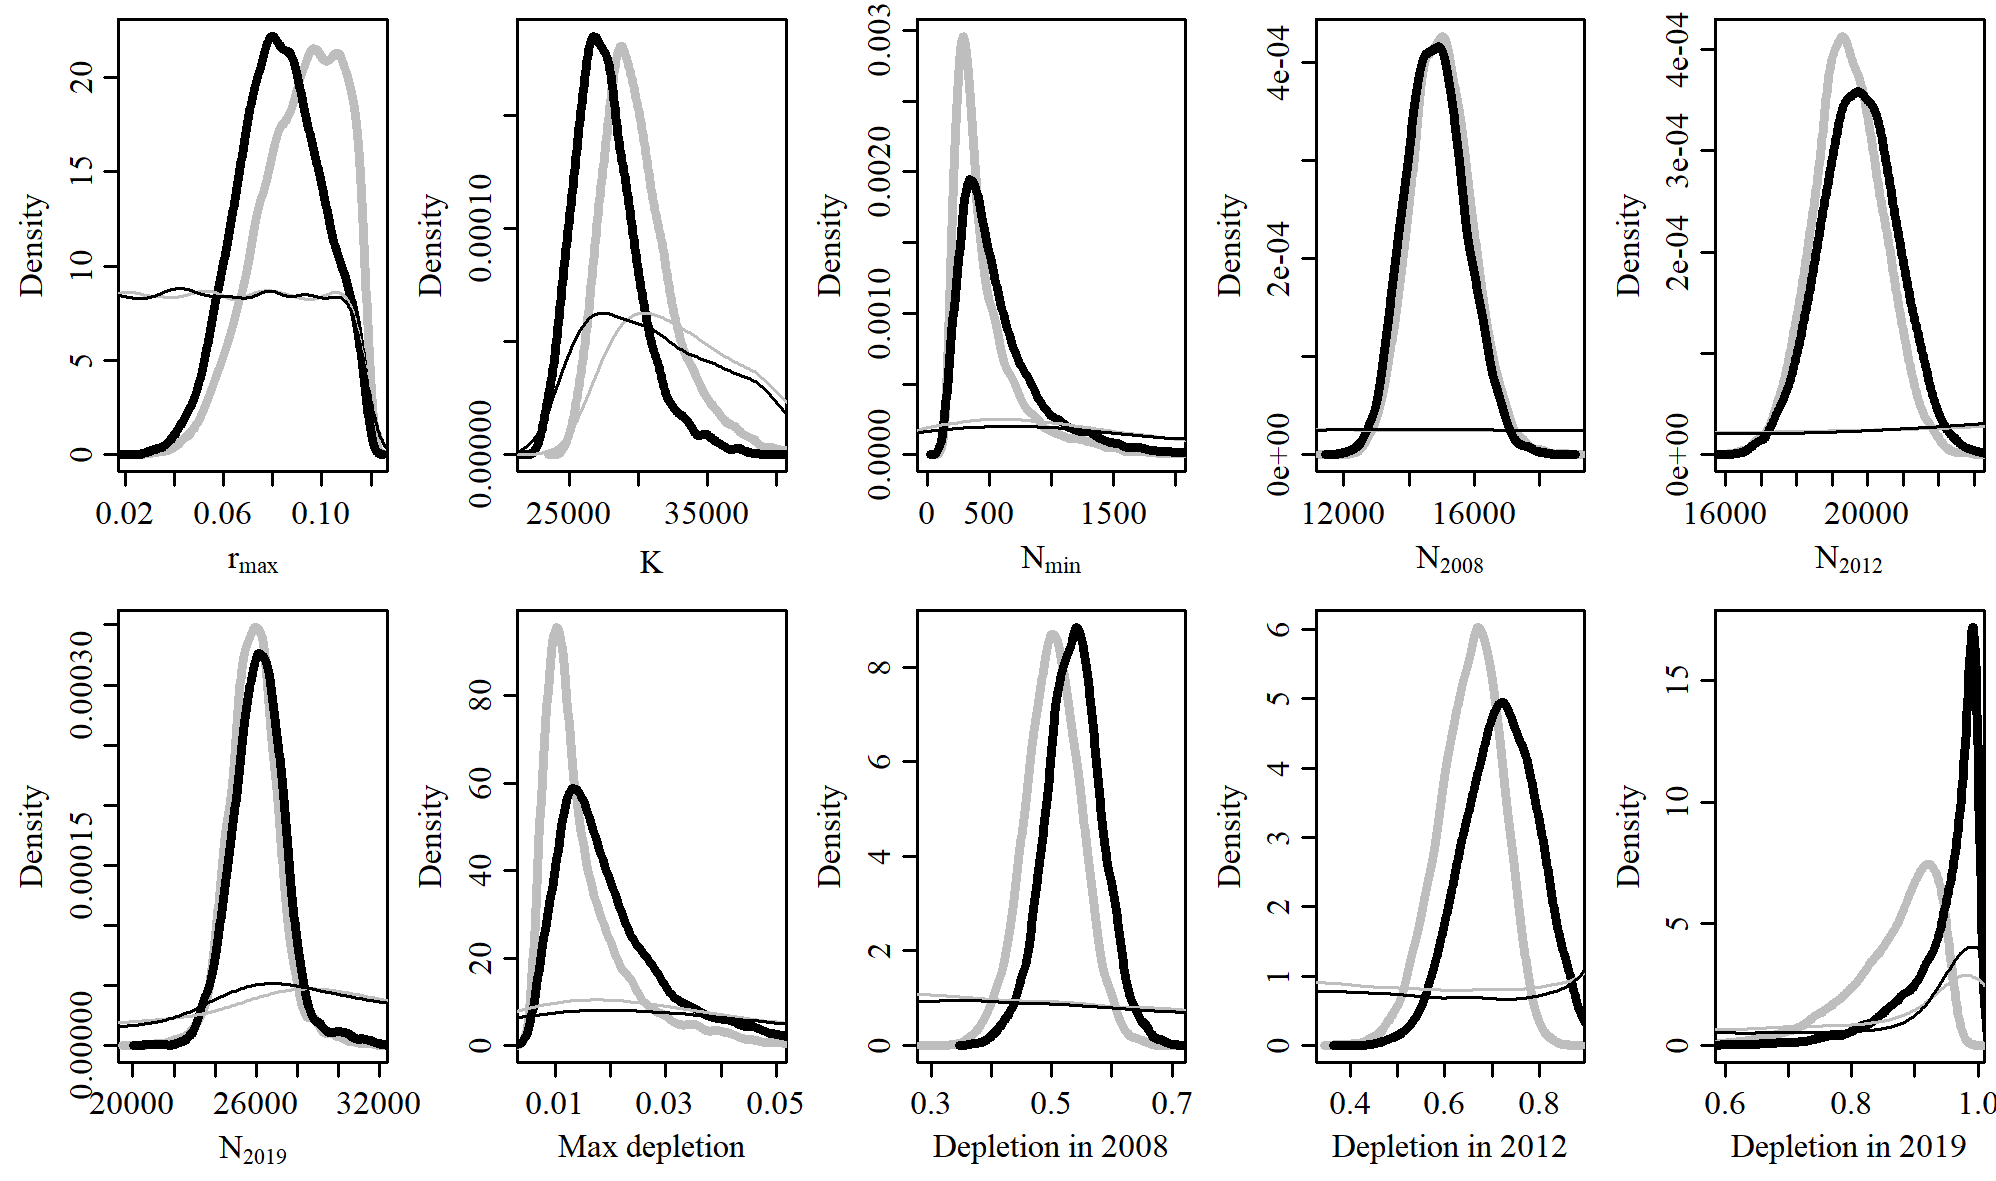 Density
0 5 10 15 20
0.02 0.06 0.10
r max
Density
0.00000 0.00010
25000 35000
K
Density
0.0000 0.0010 0.0020 0.003
0 500 1500
N min
Density
0e+00 2e-04 4e-04
12000 16000
N 2008
Density
0e+00 2e-04 3e-04 4e-04
16000 20000
N 2012
Density
0.00000 0.00015 0.00030
20000 26000 32000
N 2019
Density
0 20 40 60 80
0.01 0.03 0.05
Max depletion
Density
0 2 4 6 8
0.3 0.5 0.7
Depletion in 2008
Density
0 1 2 3 4 5 6
0.4 0.6 0.8
Depletion in 2012
Density
0 5 10 15
0.6 0.8 1.0
Depletion in 2019